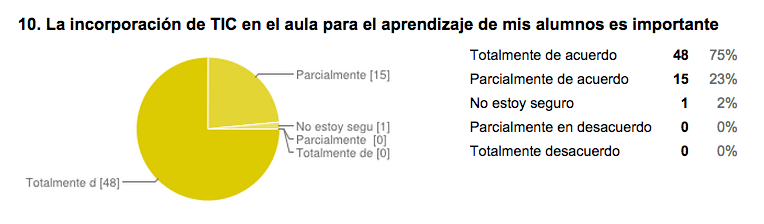 10. La incorporación de TIC en el aula para el aprendizaje de mis alumnos es importante
Parcialmente [15]
No estoy segu [1]
Parcialmente [0]
Totalmente de [0]
Totalmente d [48]
Totalmente de acuerdo 48 75%
Parcialmente de acuerdo 15 23%
No estoy seguro 1 2%
Parcialmente en desacuerdo 0 0%
Totalmente desacuerdo 0 0%